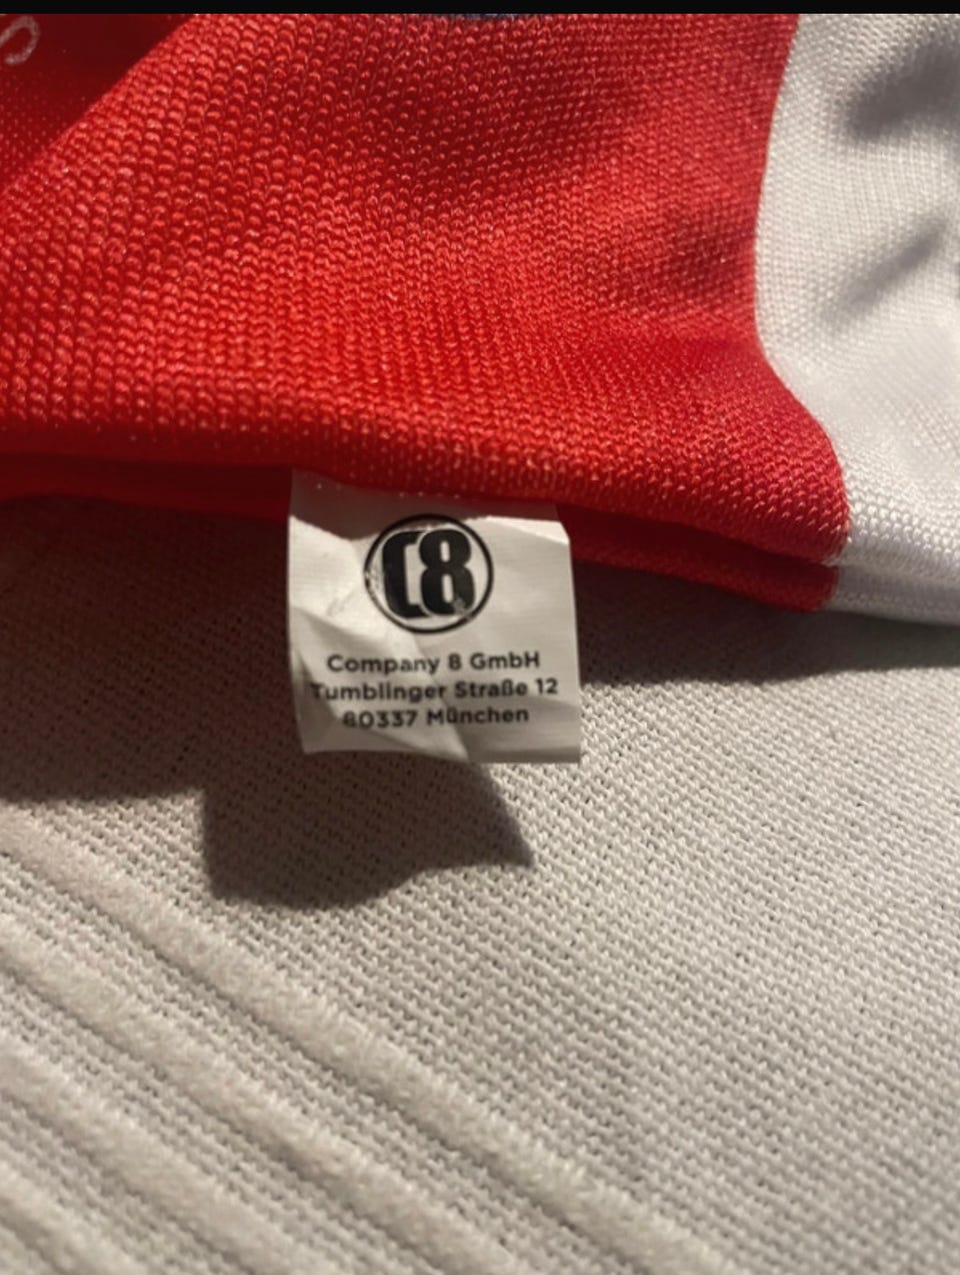 C8
Company 8 GmbH
Tumblinger Straße 12
80337 München